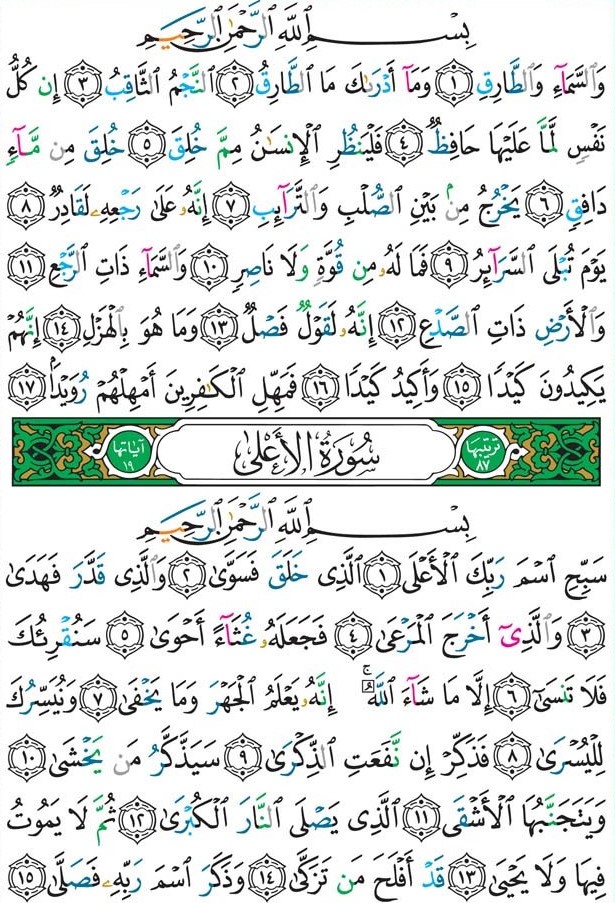 بِسْمِ ٱللَّهِ ٱلرَّحْمَٰنِ ٱلرَّحِيمِ
وَٱلسَّمَآءِ وَٱلطَّارِقِ ١ وَمَآ أَدْرَىٰكَ مَا ٱلطَّارِقُ ٢ ٱلنَّجْمُ ٱلثَّاقِبُ ٣ إِن كُلُّ
نَفْسٍ لَّمَّا عَلَيْهَا حَافِظٌ ٤ فَلْيَنظُرِ ٱلْإِنسَٰنُ مِمَّ خُلِقَ ٥ خُلِقَ مِن مَّآءٍ
دَافِقٍ ٦ يَخْرُجُ مِنۢ بَيْنِ ٱلصُّلْبِ وَٱلتَّرَآئِبِ ٧ إِنَّهُۥ عَلَىٰ رَجْعِهِۦ لَقَادِرٌ ٨
يَوْمَ تُبْلَى ٱلسَّرَآئِرُ ٩ فَمَا لَهُۥ مِن قُوَّةٍ وَلَا نَاصِرٍ ١٠ وَٱلسَّمَآءِ ذَاتِ ٱلرَّجْعِ ١١
وَٱلْأَرْضِ ذَاتِ ٱلصَّدْعِ ١٢ إِنَّهُۥ لَقَوْلٌ فَصْلٌ ١٣ وَمَا هُوَ بِٱلْهَزْلِ ١٤ إِنَّهُمْ
يَكِيدُونَ كَيْدًا ١٥ وَأَكِيدُ كَيْدًا ١٦ فَمَهِّلِ ٱلْكَٰفِرِينَ أَمْهِلْهُمْ رُوَيْدًۢا ١٧
ترتيبها ٨٧ سُورَةُ الأَعْلَىٰ آياتها ١٩
بِسْمِ ٱللَّهِ ٱلرَّحْمَٰنِ ٱلرَّحِيمِ
سَبِّحِ ٱسْمَ رَبِّكَ ٱلْأَعْلَى ١ ٱلَّذِى خَلَقَ فَسَوَّىٰ ٢ وَٱلَّذِى قَدَّرَ فَهَدَىٰ
٣ وَٱلَّذِىٓ أَخْرَجَ ٱلْمَرْعَىٰ ٤ فَجَعَلَهُۥ غُثَآءً أَحْوَىٰ ٥ سَنُقْرِئُكَ
فَلَا تَنسَىٰٓ ٦ إِلَّا مَا شَآءَ ٱللَّهُ ۚ إِنَّهُۥ يَعْلَمُ ٱلْجَهْرَ وَمَا يَخْفَىٰ ٧ وَنُيَسِّرُكَ
لِلْيُسْرَىٰ ٨ فَذَكِّرْ إِن نَّفَعَتِ ٱلذِّكْرَىٰ ٩ سَيَذَّكَّرُ مَن يَخْشَىٰ ١٠
وَيَتَجَنَّبُهَا ٱلْأَشْقَى ١١ ٱلَّذِى يَصْلَى ٱلنَّارَ ٱلْكُبْرَىٰ ١٢ ثُمَّ لَا يَمُوتُ
فِيهَا وَلَا يَحْيَىٰ ١٣ قَدْ أَفْلَحَ مَن تَزَكَّىٰ ١٤ وَذَكَرَ ٱسْمَ رَبِّهِۦ فَصَلَّىٰ ١٥